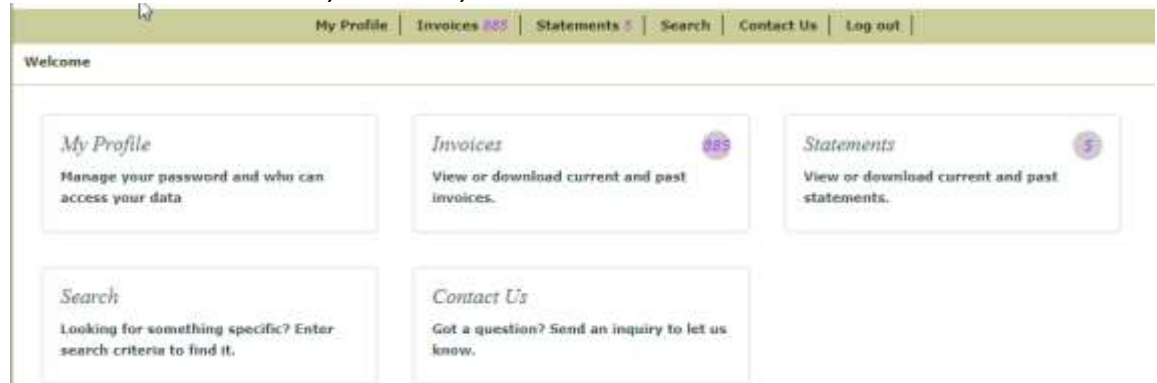 My Profile | Invoices 885 | Statements 5 | Search | Contact Us | Log out |
Welcome
My Profile
Manage your password and who can
access your data
Invoices 885
View or download current and past
invoices.
Statements 5
View or download current and past
statements.
Search
Looking for something specific? Enter
search criteria to find it.
Contact Us
Got a question? Send an inquiry to let us
know.